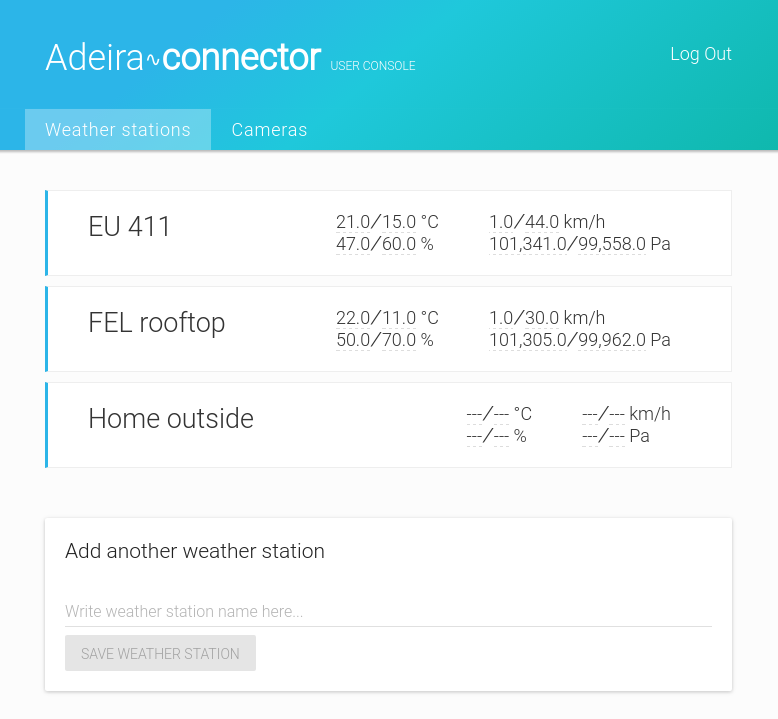 Adeira∿connector USER CONSOLE
Log Out
Weather stations Cameras
EU 411
21.0/15.0 °C
47.0/60.0 %
1.0/44.0 km/h
101,341.0/99,558.0 Pa
FEL rooftop
22.0/11.0 °C
50.0/70.0 %
1.0/30.0 km/h
101,305.0/99,962.0 Pa
Home outside
---/--- °C
---/--- %
---/--- km/h
---/--- Pa
Add another weather station
Write weather station name here...
SAVE WEATHER STATION